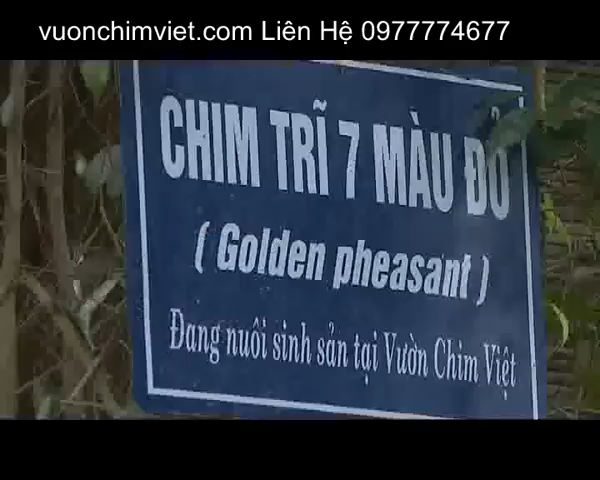 vuonchimviet.com Liên Hệ 0977774677
CHIM TRĨ 7 MÀU ĐỎ
( Golden pheasant )
Đang nuôi sinh sản tại Vườn Chim Việt